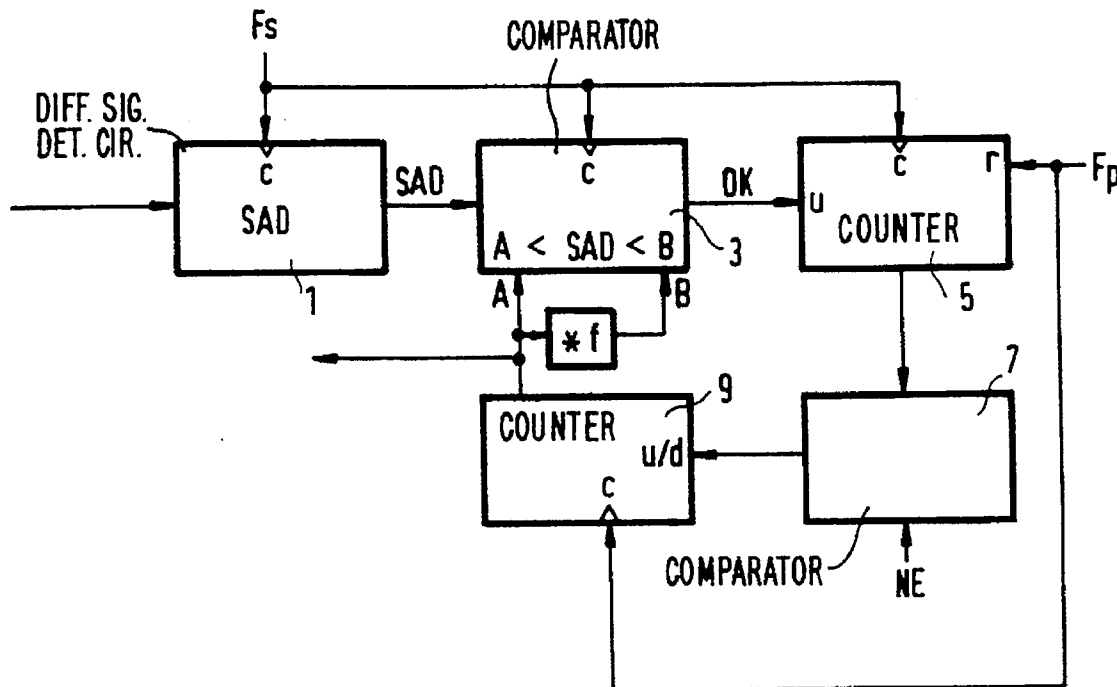 Fs
COMPARATOR
DIFF. SIG.
DET. CIR.
c
SAD
1
SAD
c
A < SAD < B
3
OK
c
r
u
COUNTER
5
Fp
A
B
* f
COUNTER
9
u/d
c
7
COMPARATOR
NE